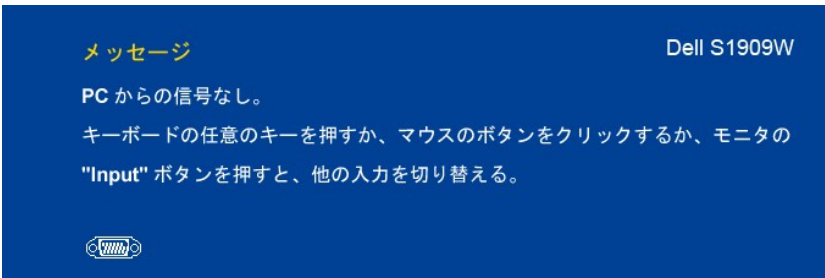 メッセージ Dell S1909W
PC からの信号なし。
キーボードの任意のキーを押すか、マウスのボタンをクリックするか、モニタの
"Input" ボタンを押すと、他の入力を切り替える。